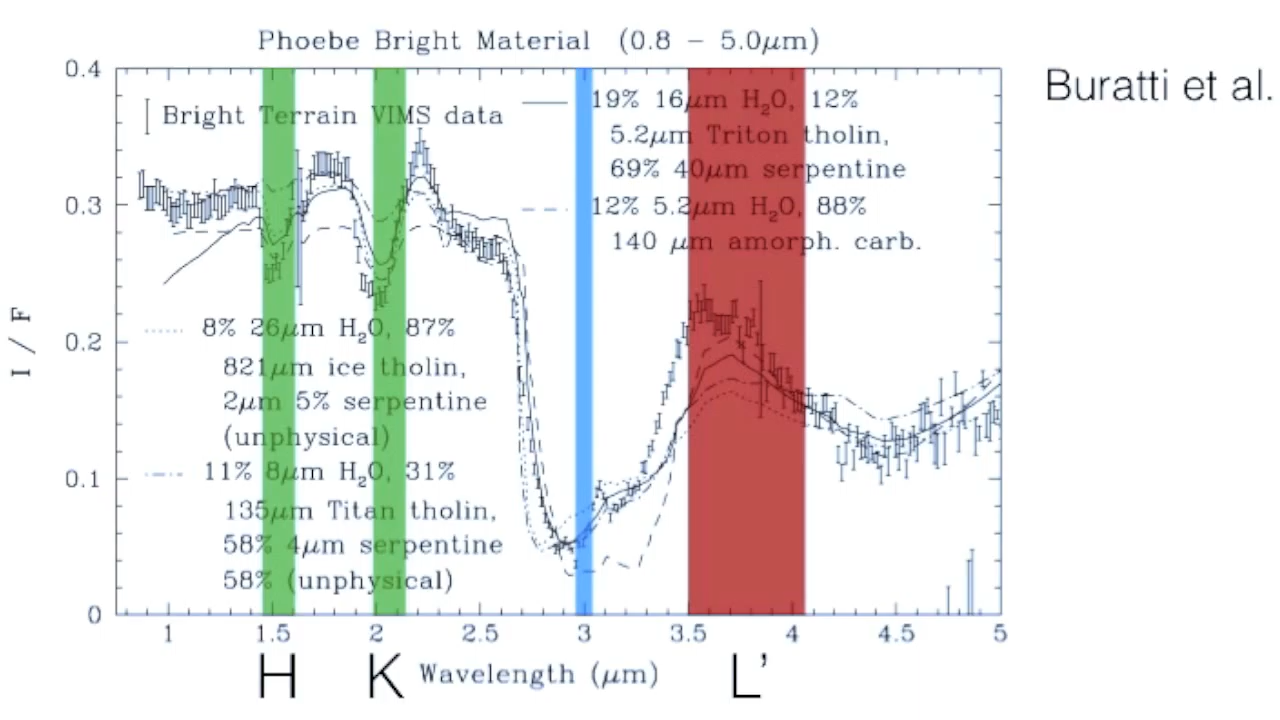 Phoebe Bright Material (0.8 – 5.0μm)
Buratti et al.
0.4
0.3
0.2
0.1
0
I / F
Bright Terrain VIMS data
19% 16μm H₂O, 12%
5.2μm Triton tholin,
69% 40μm serpentine
12% 5.2μm H₂O, 88%
140 μm amorph. carb.
8% 26μm H₂O, 87%
821μm ice tholin,
2μm 5% serpentine
(unphysical)
11% 8μm H₂O, 31%
135μm Titan tholin,
58% 4μm serpentine
58% (unphysical)
1 1.5 2 2.5 3 3.5 4 4.5 5
H K L’
Wavelength (μm)